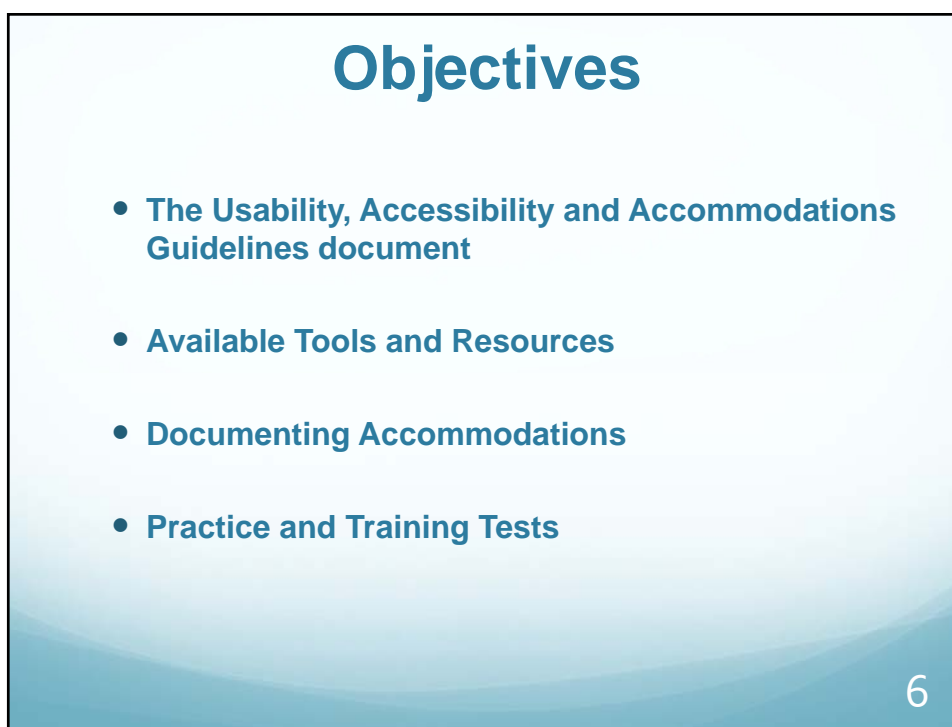 Objectives
• The Usability, Accessibility and Accommodations
Guidelines document
• Available Tools and Resources
• Documenting Accommodations
• Practice and Training Tests
6